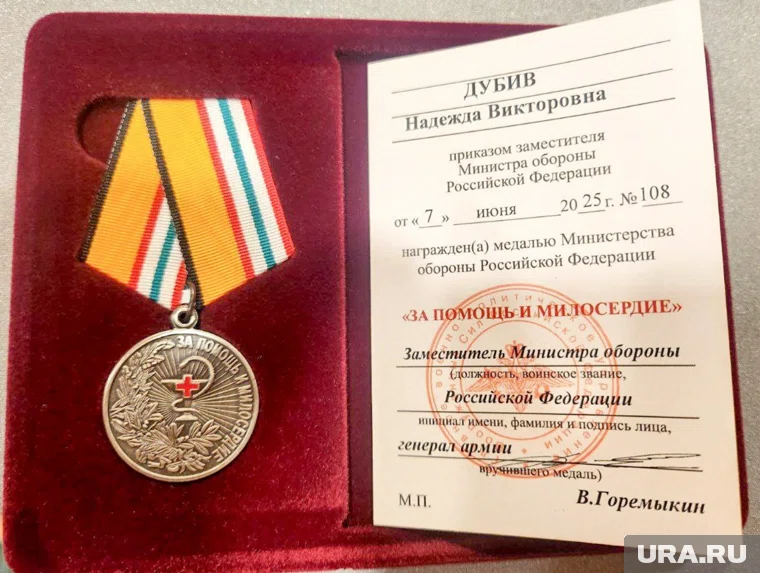 ЗА ПОМОЩЬ И МИЛОСЕРДИЕ
ДУБИВ
Надежда Викторовна
приказом заместителя
Министра обороны
Российской Федерации
от «7» июня 2025г. №108
награжден(а) медалью Министерства
обороны Российской Федерации
«ЗА ПОМОЩЬ И МИЛОСЕРДИЕ»
Заместитель Министра обороны
(должность, воинское звание,
Российской Федерации
инициал имени, фамилия и подпись лица,
генерал армии
вручившего медаль)
М.П. В.Горемыкин
URA.RU